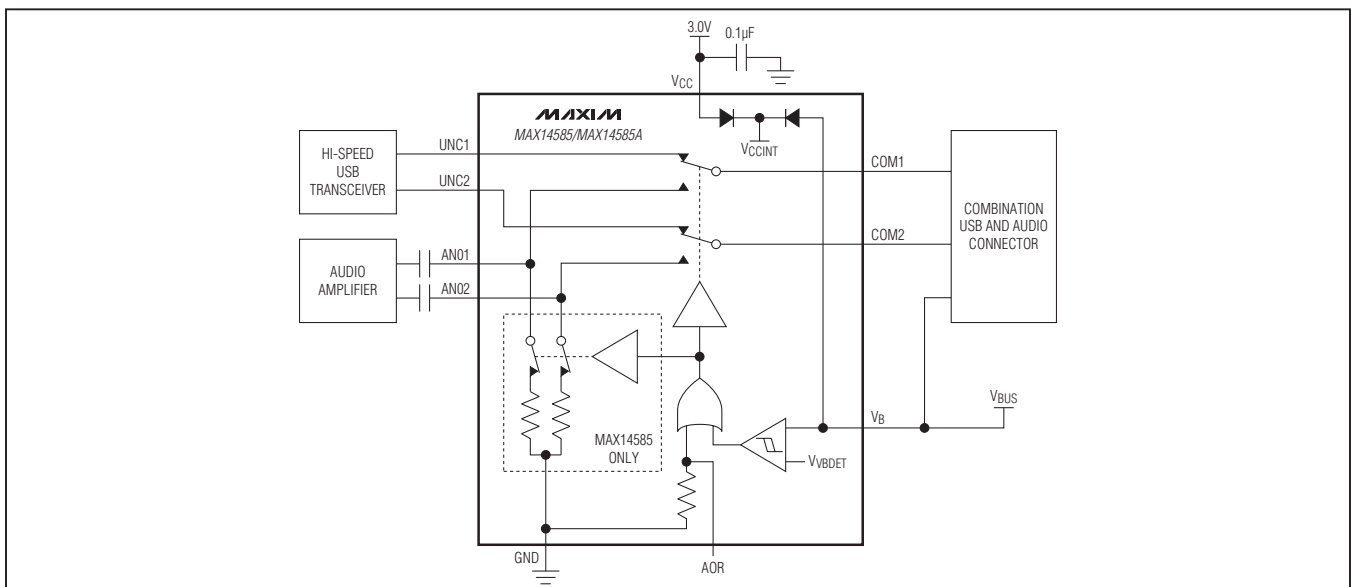 3.0V
0.1µF
VCC
MAXIM
MAX14585/MAX14585A
VCCINT
HI-SPEED
USB
TRANSCEIVER
UNC1
UNC2
COM1
COM2
COMBINATION
USB AND AUDIO
CONNECTOR
AUDIO
AMPLIFIER
AN01
AN02
MAX14585
ONLY
VB
VBUS
VVBDET
GND
AOR